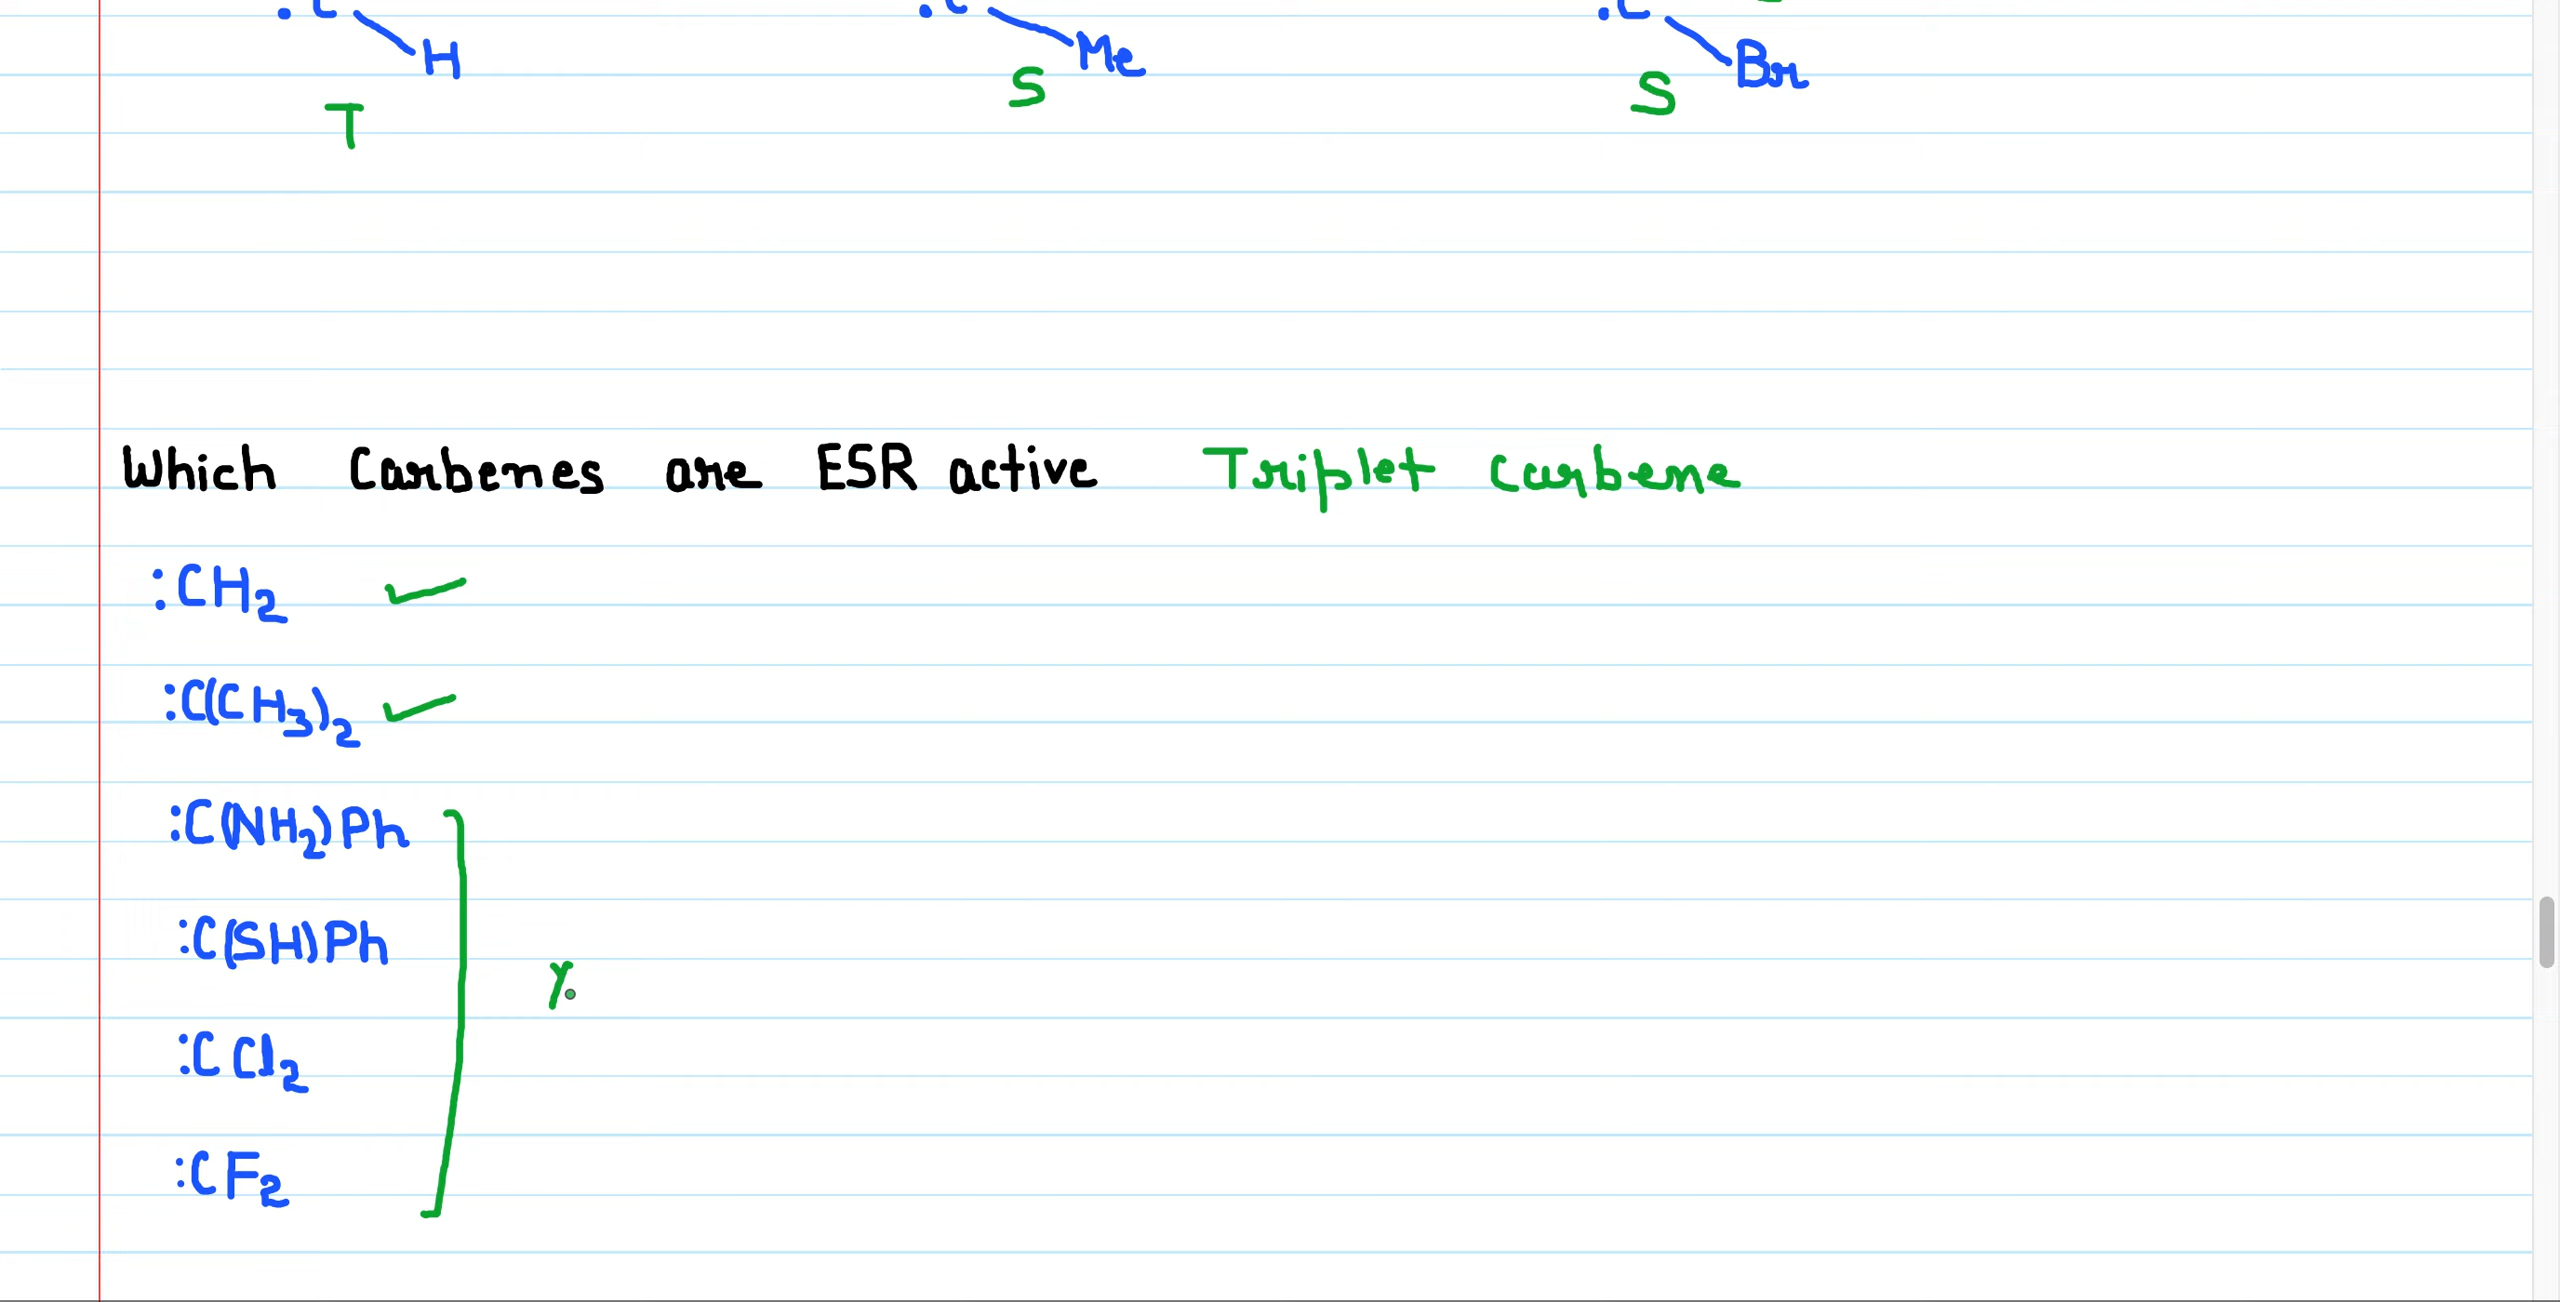 :C H :C Me :C Br
T S S
Which Carbenes are ESR active Triplet Carbene
:CH₂ ✓
:C(CH₃)₂ ✓
:C(NH₂)Ph
:C(SH)Ph
:CCl₂
:CF₂